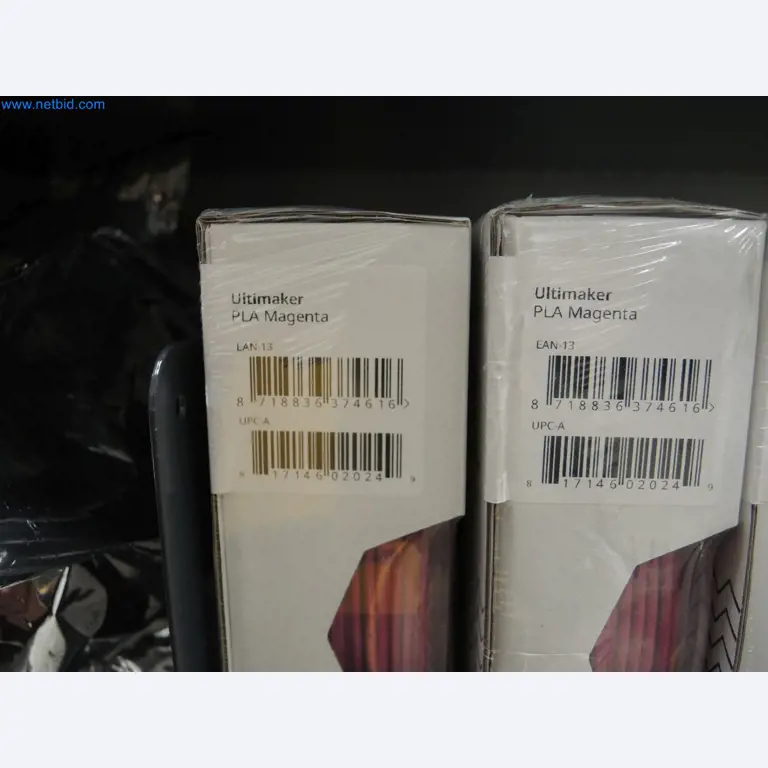 www.netbid.com
Ultimaker
PLA Magenta
EAN-13
8 718836 374616 >
UPC-A
8 17146 02024 9
Ultimaker
PLA Magenta
EAN-13
8 718836 374616 >
UPC-A
8 17146 02024 9